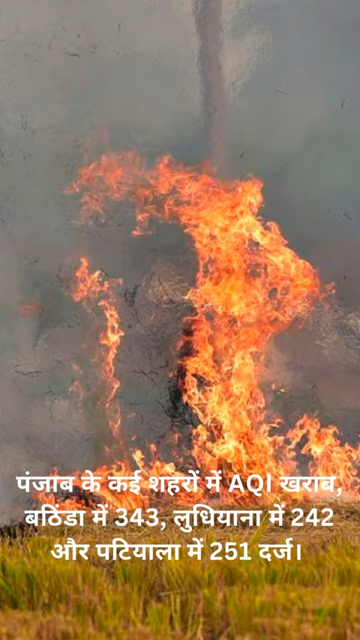 पंजाब के कई शहरों में AQI खराब,
बठिंडा में 343, लुधियाना में 242
और पटियाला में 251 दर्ज।